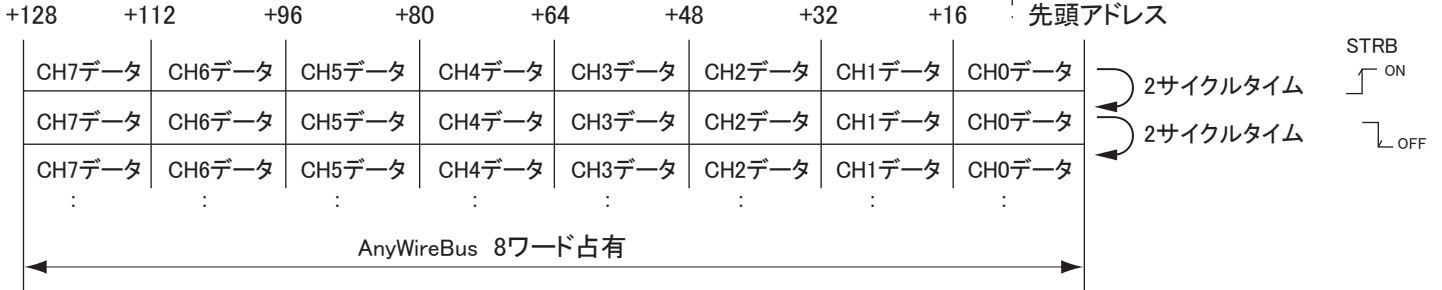 +128 +112 +96 +80 +64 +48 +32 +16 先頭アドレス
STRB
CH7データ CH6データ CH5データ CH4データ CH3データ CH2データ CH1データ CH0データ 2サイクルタイム ON
CH7データ CH6データ CH5データ CH4データ CH3データ CH2データ CH1データ CH0データ 2サイクルタイム OFF
CH7データ CH6データ CH5データ CH4データ CH3データ CH2データ CH1データ CH0データ
: : : : : : : :
AnyWireBus 8ワード占有